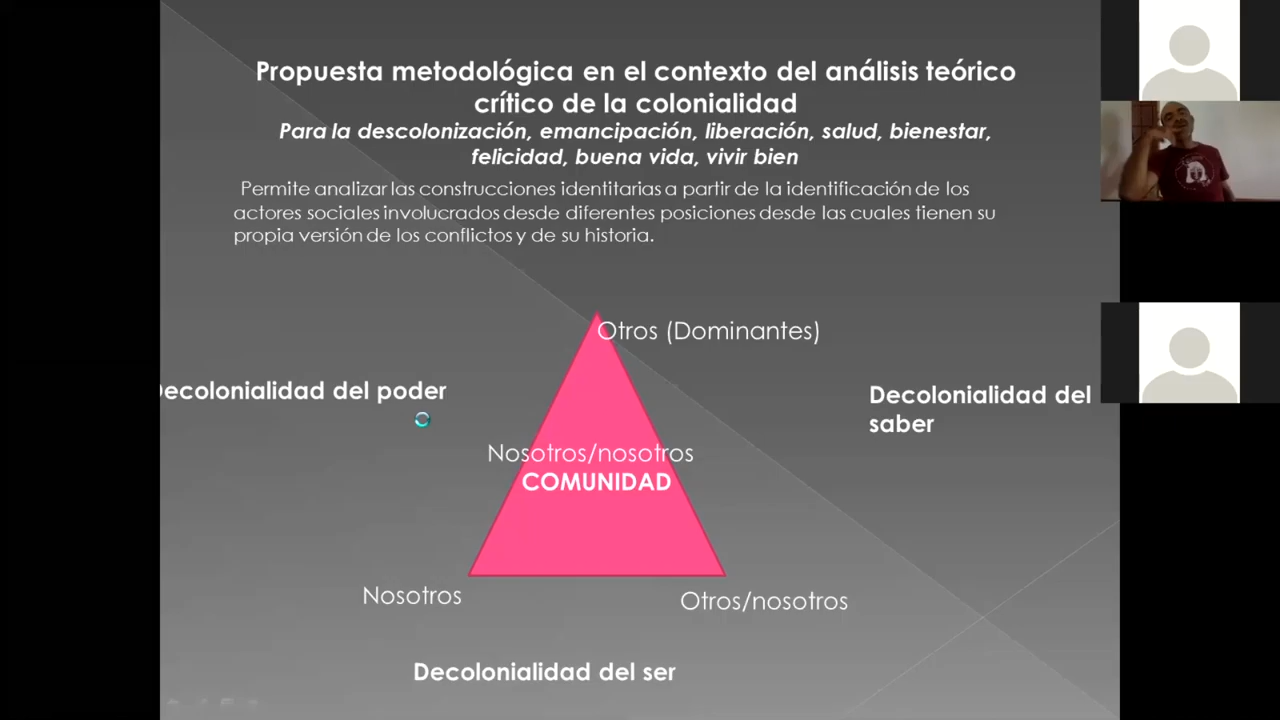 Propuesta metodológica en el contexto del análisis teórico
crítico de la colonialidad
Para la descolonización, emancipación, liberación, salud, bienestar,
felicidad, buena vida, vivir bien
Permite analizar las construcciones identitarias a partir de la identificación de los
actores sociales involucrados desde diferentes posiciones desde las cuales tienen su
propia versión de los conflictos y de su historia.
Otros (Dominantes)
Decolonialidad del poder
Decolonialidad del
saber
Nosotros/nosotros
COMUNIDAD
Nosotros
Otros/nosotros
Decolonialidad del ser